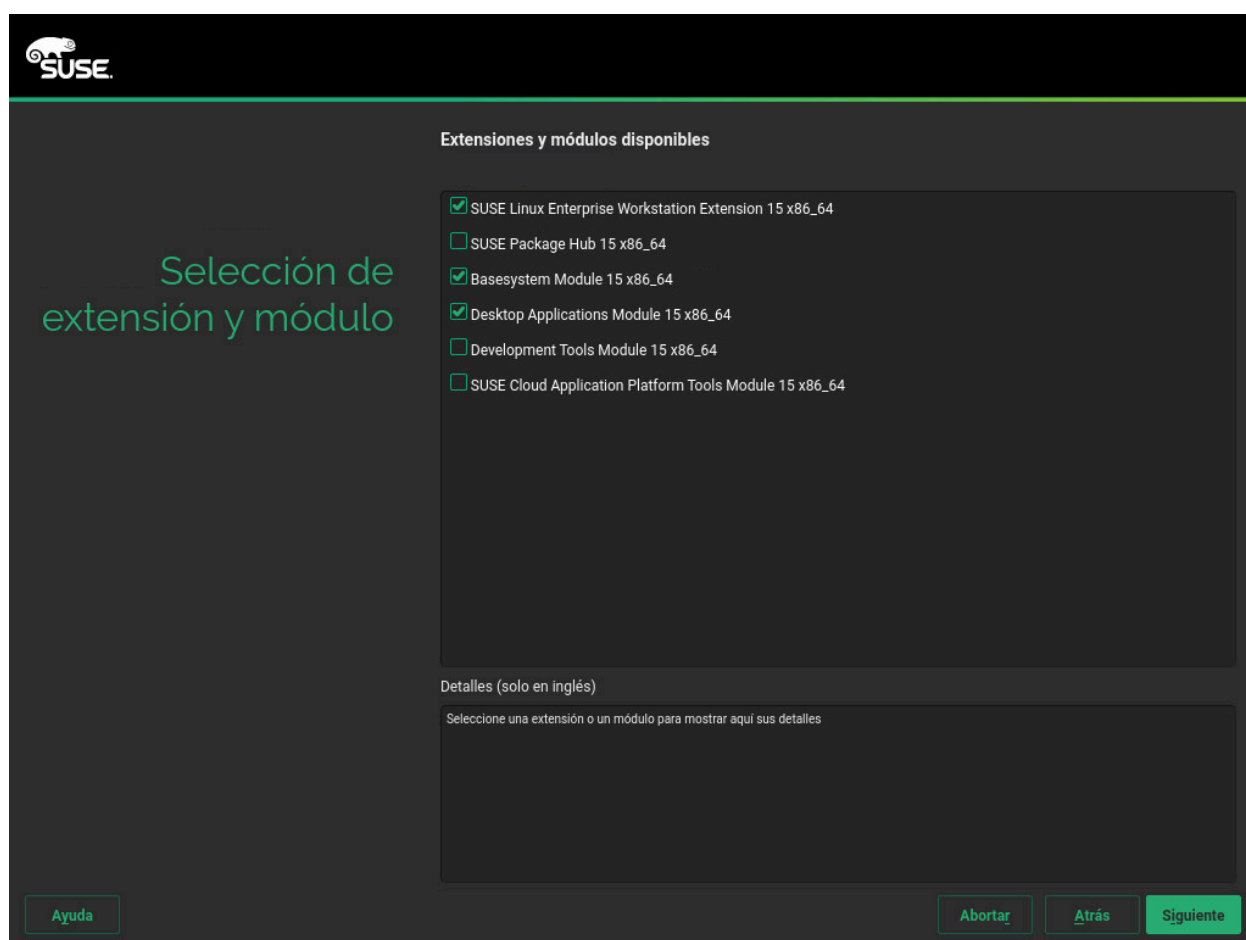 SUSE.
Extensiones y módulos disponibles
Selección de
extensión y módulo
SUSE Linux Enterprise Workstation Extension 15 x86_64
SUSE Package Hub 15 x86_64
Basesystem Module 15 x86_64
Desktop Applications Module 15 x86_64
Development Tools Module 15 x86_64
SUSE Cloud Application Platform Tools Module 15 x86_64
Detalles (solo en inglés)
Seleccione una extensión o un módulo para mostrar aquí sus detalles
Ayuda
Abortar
Atrás
Siguiente